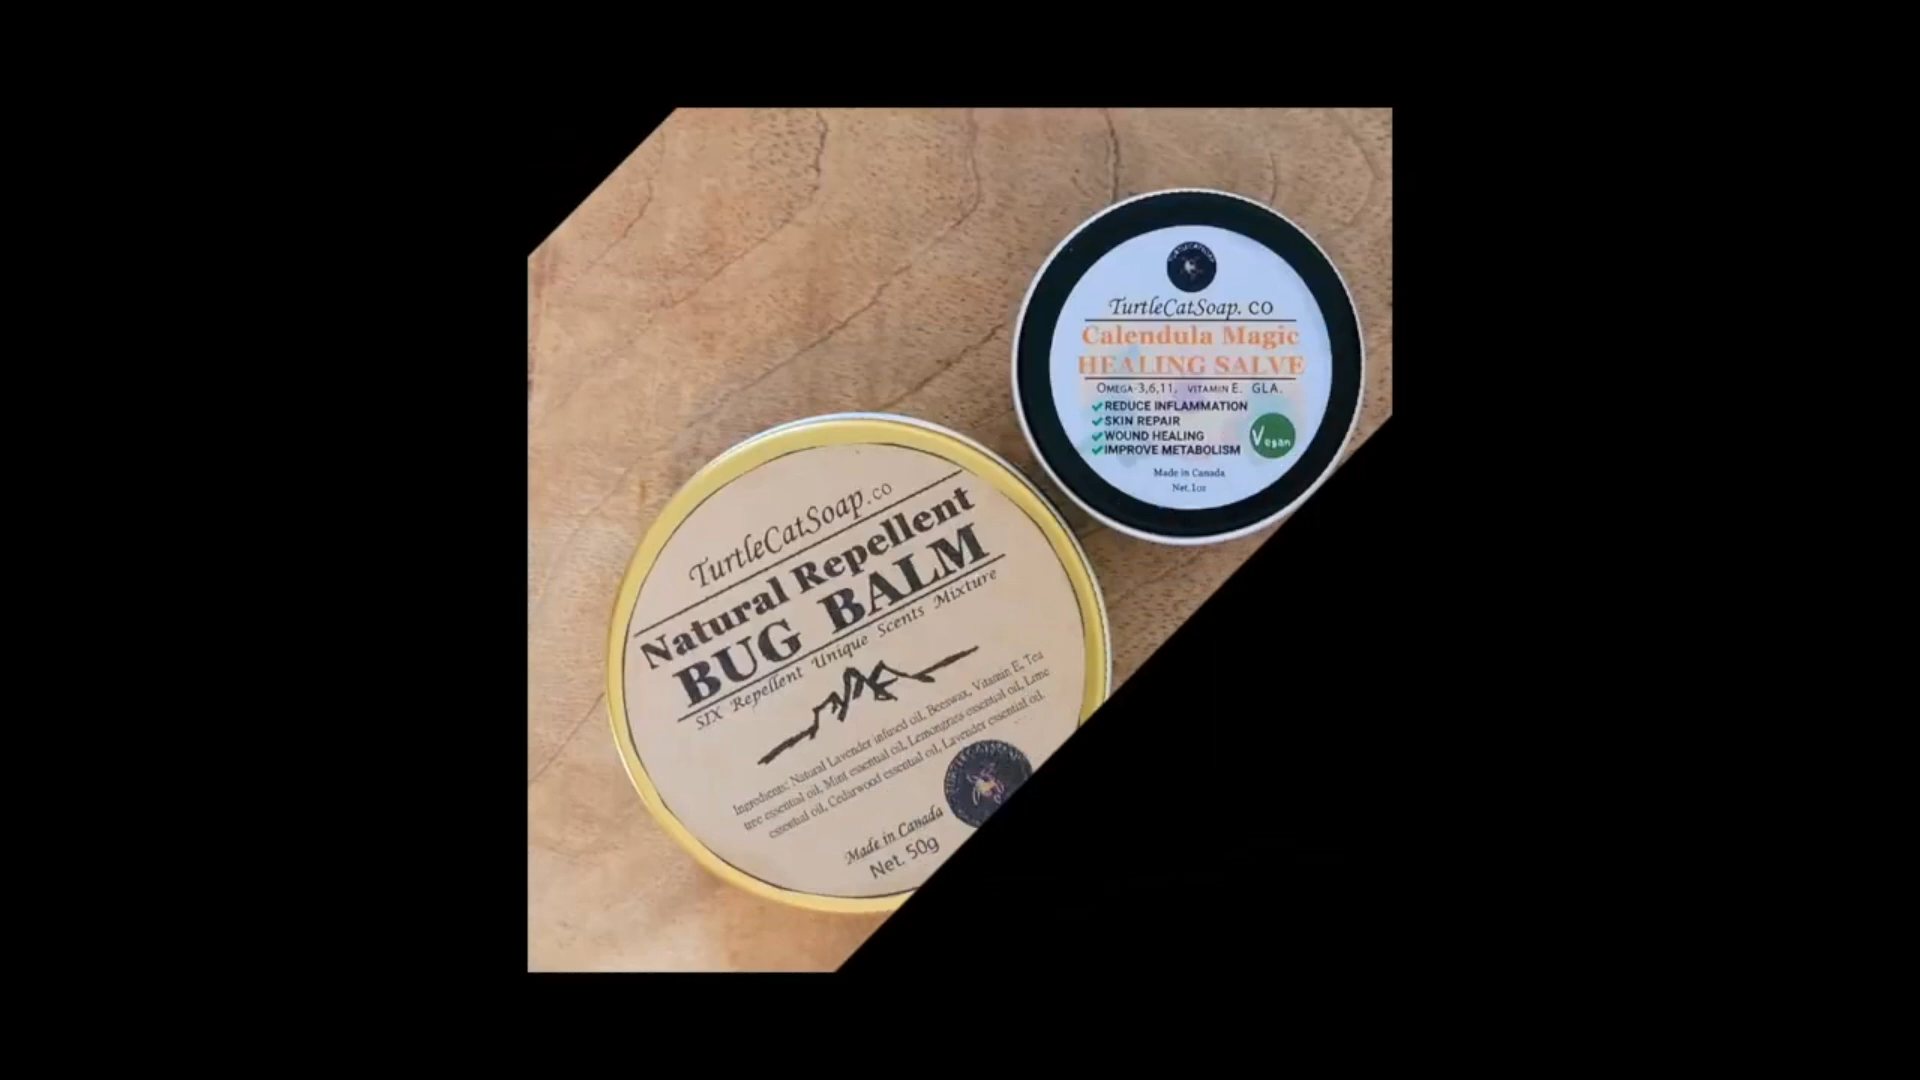 TurtleCatSoap. CO
Calendula Magic
HEALING SALVE
OMEGA-3,6,11, VITAMIN E. GLA.
REDUCE INFLAMMATION
SKIN REPAIR
WOUND HEALING
IMPROVE METABOLISM
Vegan
Made in Canada
Net.1oz
TurtleCatSoap.co
Natural Repellent
BUG BALM
SIX Repellent Unique Scents Mixture
Ingredients: Natural Lavender infused oil, Beeswax, Vitamin E, Tea
tree essential oil, Mint essential oil, Lemongrass essential oil, Lime
essential oil, Cedarwood essential oil, Lavender essential oil.
Made in Canada
Net. 50g